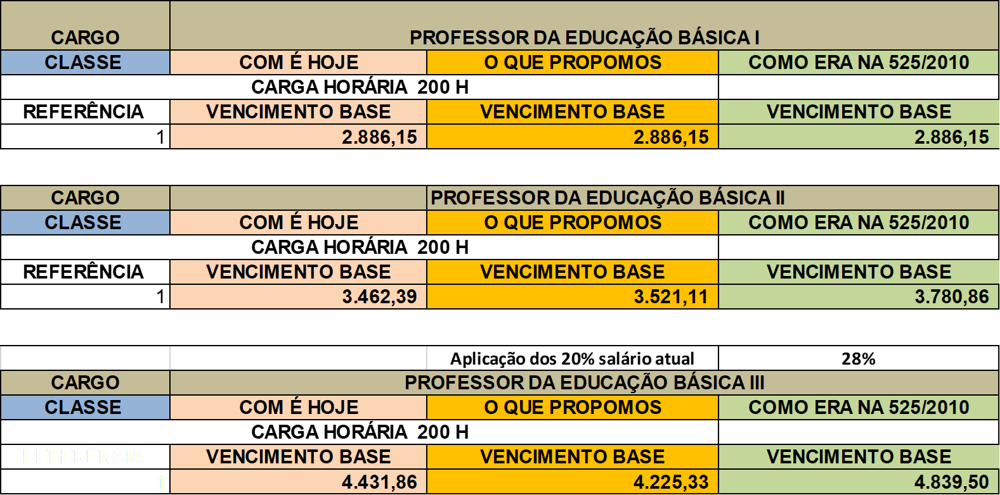 CARGO PROFESSOR DA EDUCAÇÃO BÁSICA I
CLASSE COM É HOJE O QUE PROPOMOS COMO ERA NA 525/2010
CARGA HORÁRIA 200 H
REFERÊNCIA VENCIMENTO BASE VENCIMENTO BASE VENCIMENTO BASE
1 2.886,15 2.886,15 2.886,15
CARGO PROFESSOR DA EDUCAÇÃO BÁSICA II
CLASSE COM É HOJE O QUE PROPOMOS COMO ERA NA 525/2010
CARGA HORÁRIA 200 H
REFERÊNCIA VENCIMENTO BASE VENCIMENTO BASE VENCIMENTO BASE
1 3.462,39 3.521,11 3.780,86
Aplicação dos 20% salário atual 28%
CARGO PROFESSOR DA EDUCAÇÃO BÁSICA III
CLASSE COM É HOJE O QUE PROPOMOS COMO ERA NA 525/2010
CARGA HORÁRIA 200 H
REFERÊNCIA VENCIMENTO BASE VENCIMENTO BASE VENCIMENTO BASE
1 4.431,86 4.225,33 4.839,50